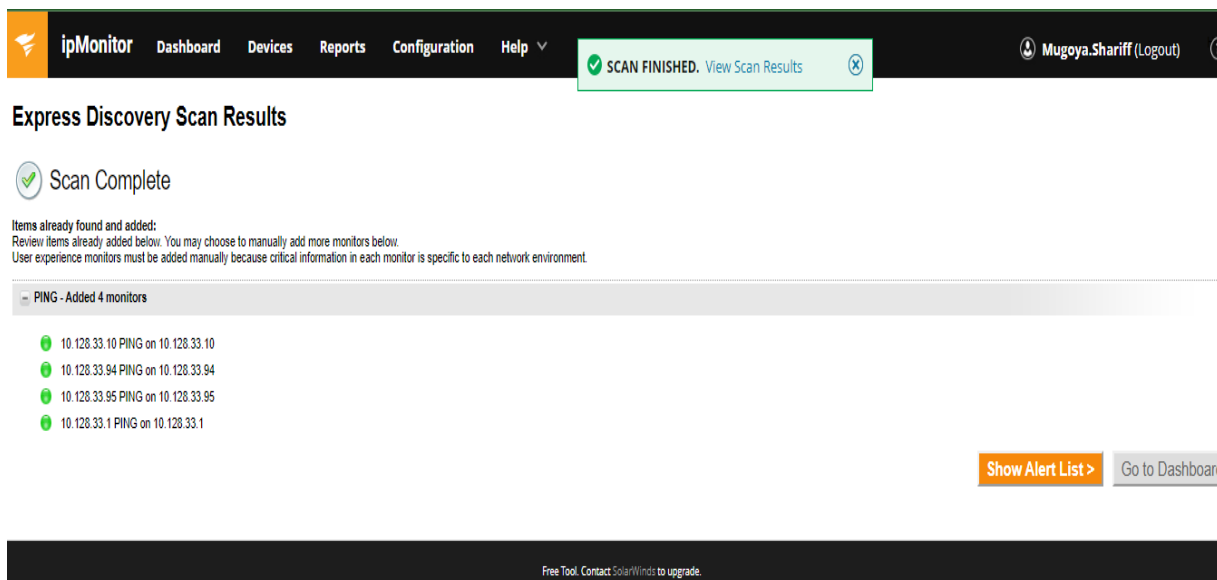 ipMonitor Dashboard Devices Reports Configuration Help Mugoya.Shariff (Logout)
SCAN FINISHED. View Scan Results
Express Discovery Scan Results
Scan Complete
Items already found and added:
Review items already added below. You may choose to manually add more monitors below.
User experience monitors must be added manually because critical information in each monitor is specific to each network environment.
PING - Added 4 monitors
10.128.33.10 PING on 10.128.33.10
10.128.33.94 PING on 10.128.33.94
10.128.33.95 PING on 10.128.33.95
10.128.33.1 PING on 10.128.33.1
Show Alert List > Go to Dashboar
Free Tool. Contact SolarWinds to upgrade.